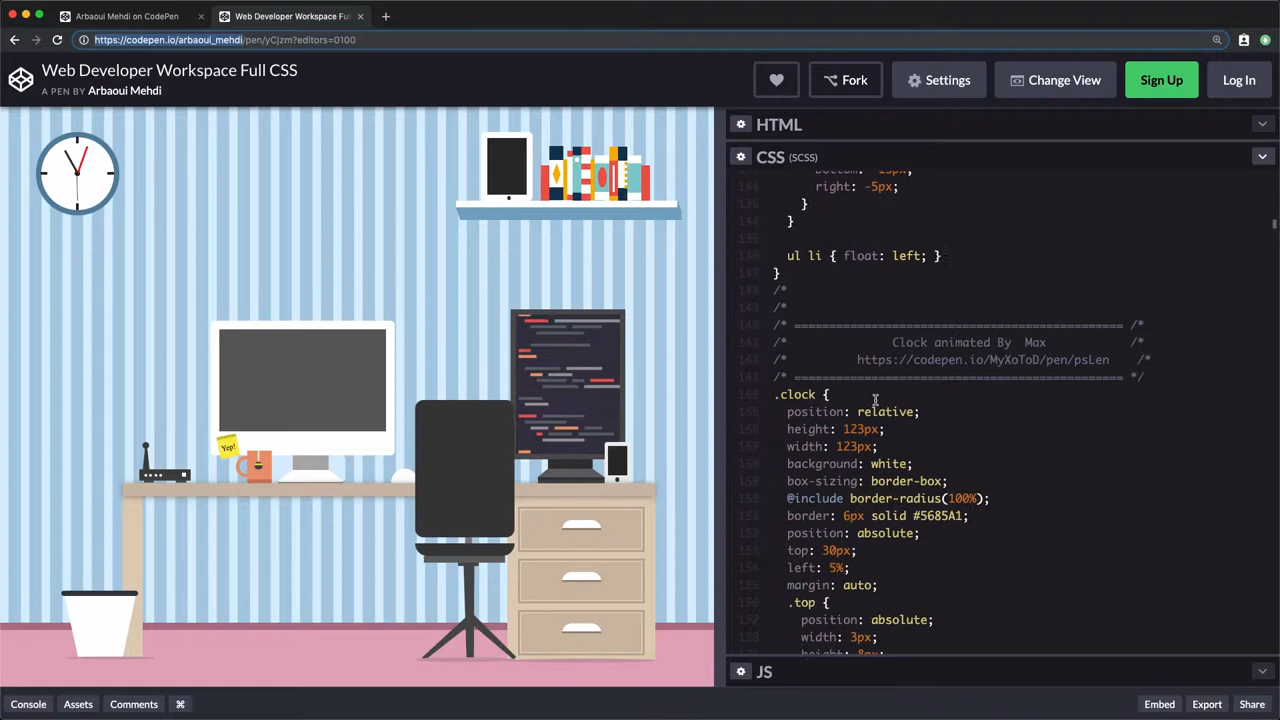 Arbaoui Mehdi on CodePen
Web Developer Workspace Full
https://codepen.io/arbaoui_mehdi/pen/yCjzm?editors=0100
Web Developer Workspace Full CSS
A PEN BY Arbaoui Mehdi
Fork
Settings
Change View
Sign Up
Log In
HTML
CSS (SCSS)
right: -5px;
}
}
ul li { float: left; }
}
/*
/*
/* =============================================== /*
/* Clock animated By Max /*
/* https://codepen.io/MyXoToD/pen/psLen /*
/* =============================================== */
.clock {
position: relative;
height: 123px;
width: 123px;
background: white;
box-sizing: border-box;
@include border-radius(100%);
border: 6px solid #5685A1;
position: absolute;
top: 30px;
left: 5%;
margin: auto;
.top {
position: absolute;
width: 3px;
height: 8px;
Yep!
JS
Console
Assets
Comments
⌘
Embed
Export
Share